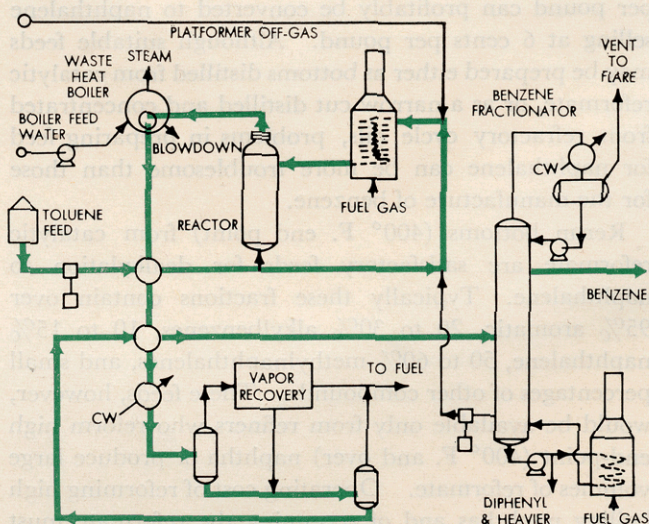 PLATFORMER OFF-GAS
STEAM
WASTE
HEAT
BOILER
BOILER FEED
WATER
BLOWDOWN
REACTOR
FUEL GAS
VENT
TO
FLARE
BENZENE
FRACTIONATOR
CW
TOLUENE
FEED
BENZENE
CW
VAPOR
RECOVERY
TO FUEL
DIPHENYL
& HEAVIER
FUEL GAS